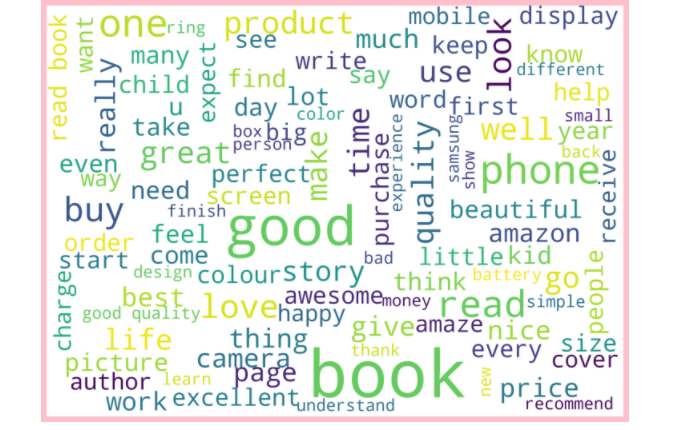 read book
want
one
ring
product
mobile
display
see
much
keep
look
know
different
many
really
child
expect
write
find
say
use
help
u
day
lot
color
word
first
small
take
box
big
person
time
experience
samsung
show
well
year
back
great
make
purchase
quality
phone
receive
even
way
perfect
need
screen
buy
finish
good
beautiful
order
feel
amazon
start
come
bad
little
kid
people
charge
design
colour
story
think
battery
go
best
love
awesome
money
read
simple
good quality
happy
life
thing
give
amaze
nice
size
picture
camera
thank
every
cover
author
learn
page
book
new
price
work
excellent
understand
recommend